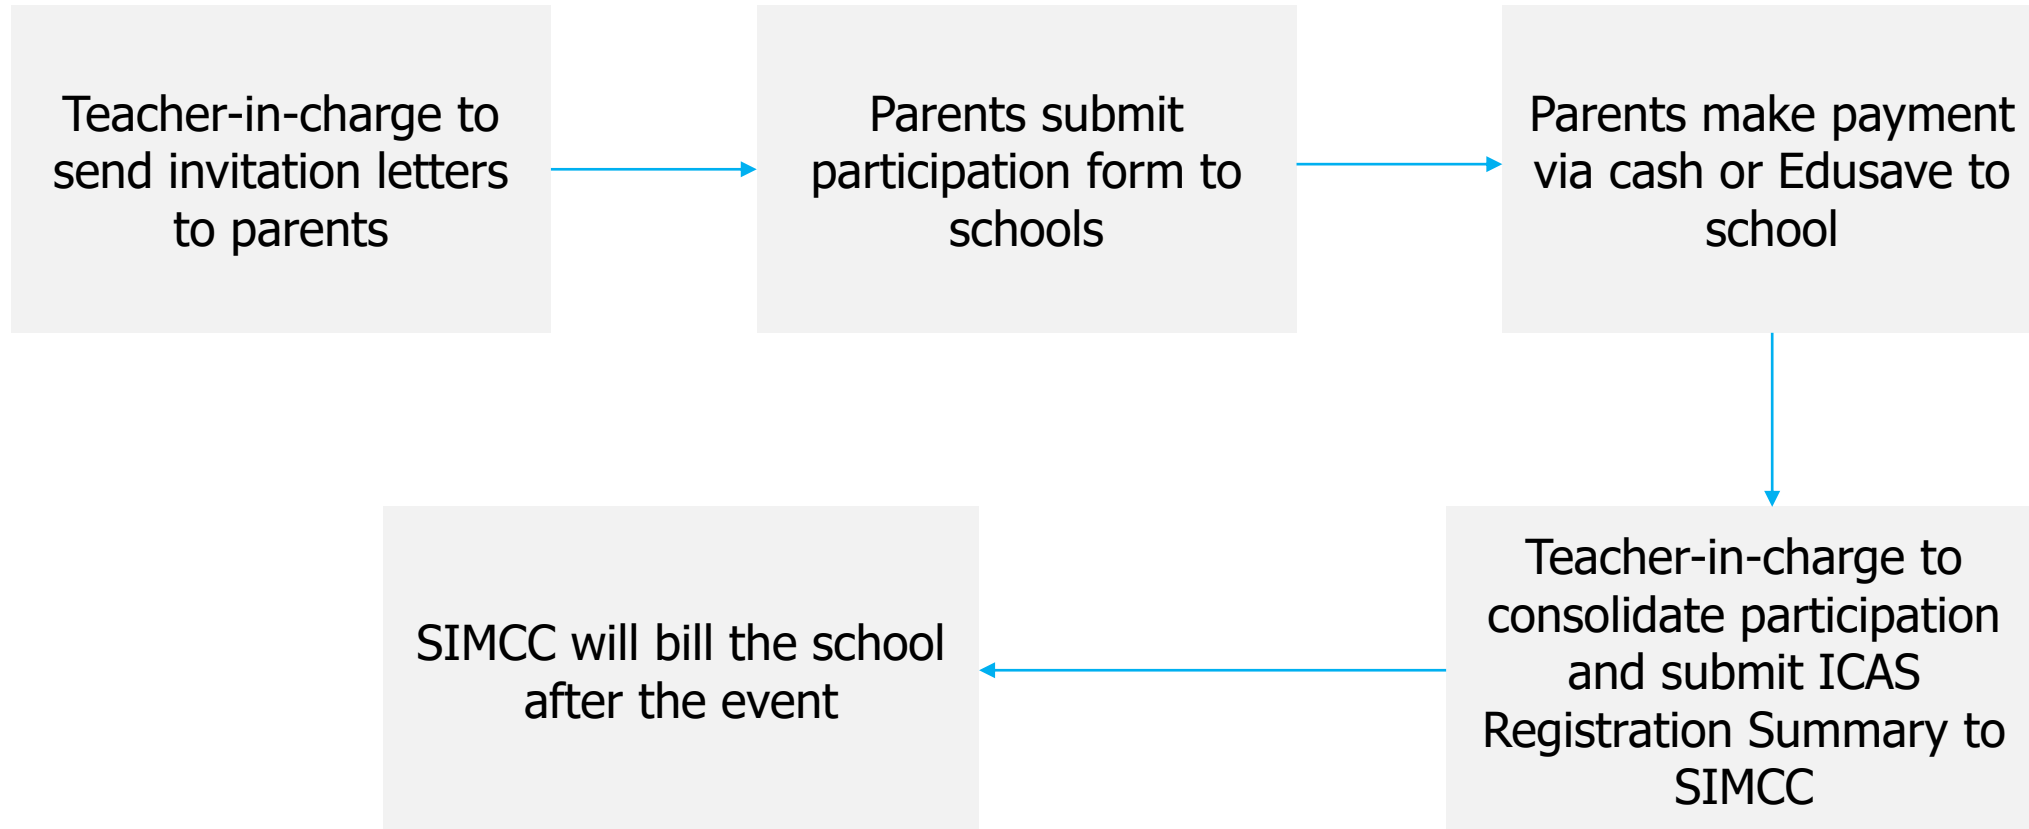 Teacher-in-charge to
send invitation letters
to parents
Parents submit
participation form to
schools
Parents make payment
via cash or Edusave to
school
Teacher-in-charge to
consolidate participation
and submit ICAS
Registration Summary to
SIMCC
SIMCC will bill the school
after the event